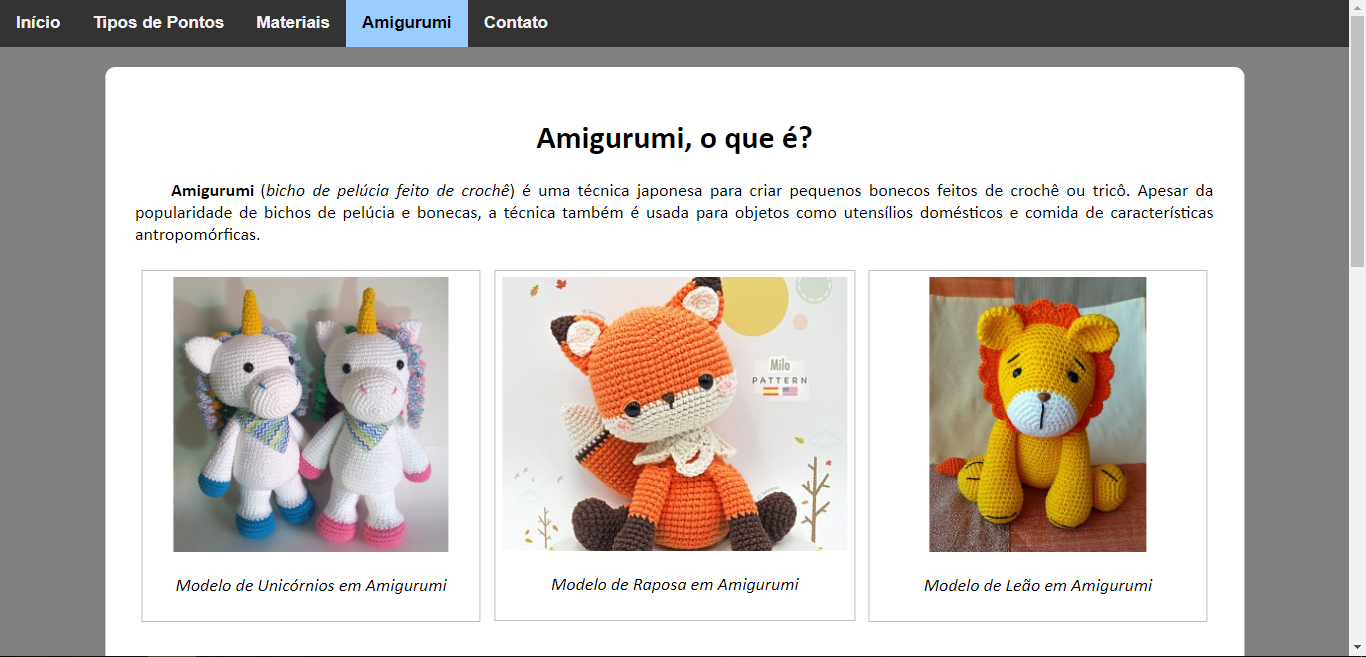 Início Tipos de Pontos Materiais Amigurumi Contato
Amigurumi, o que é?
Amigurumi (bicho de pelúcia feito de crochê) é uma técnica japonesa para criar pequenos bonecos feitos de crochê ou tricô. Apesar da
popularidade de bichos de pelúcia e bonecas, a técnica também é usada para objetos como utensílios domésticos e comida de características
antropomórficas.
Milo
PATTERN
Modelo de Unicórnios em Amigurumi
Modelo de Raposa em Amigurumi
Modelo de Leão em Amigurumi